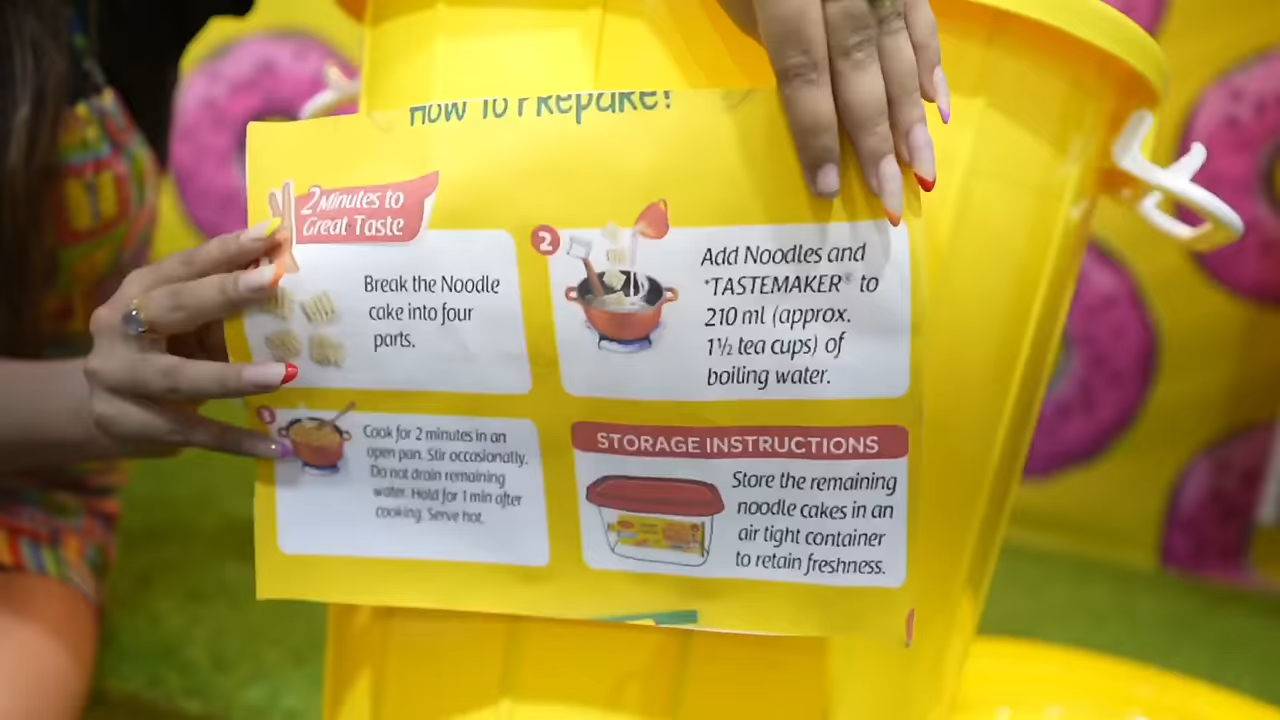 How To Prepare?
2 Minutes to
Great Taste
Break the Noodle
cake into four
parts.
2
Add Noodles and
*TASTEMAKER® to
210 ml (approx.
1½ tea cups) of
boiling water.
3
Cook for 2 minutes in an
open pan. Stir occasionally.
Do not drain remaining
water. Hold for 1 min after
cooking. Serve hot.
STORAGE INSTRUCTIONS
Store the remaining
noodle cakes in an
air tight container
to retain freshness.